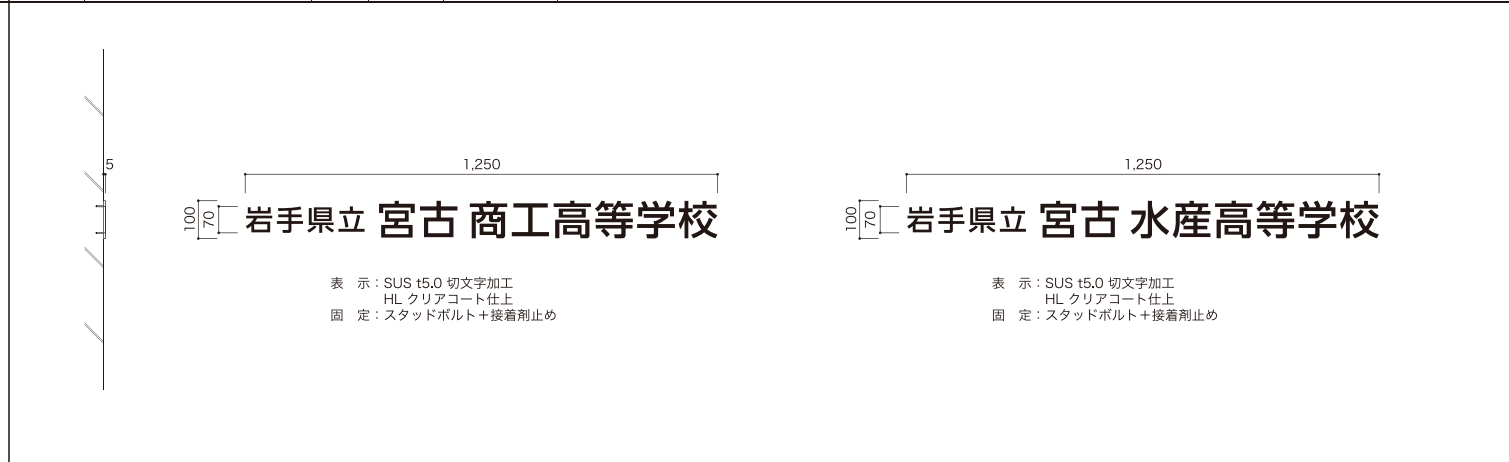 5
1,250
100
70
岩手県立 宮古 商工高等学校
表　示：SUS t5.0 切文字加工
HL クリアコート仕上
固　定：スタッドボルト＋接着剤止め
1,250
100
70
岩手県立 宮古 水産高等学校
表　示：SUS t5.0 切文字加工
HL クリアコート仕上
固　定：スタッドボルト＋接着剤止め